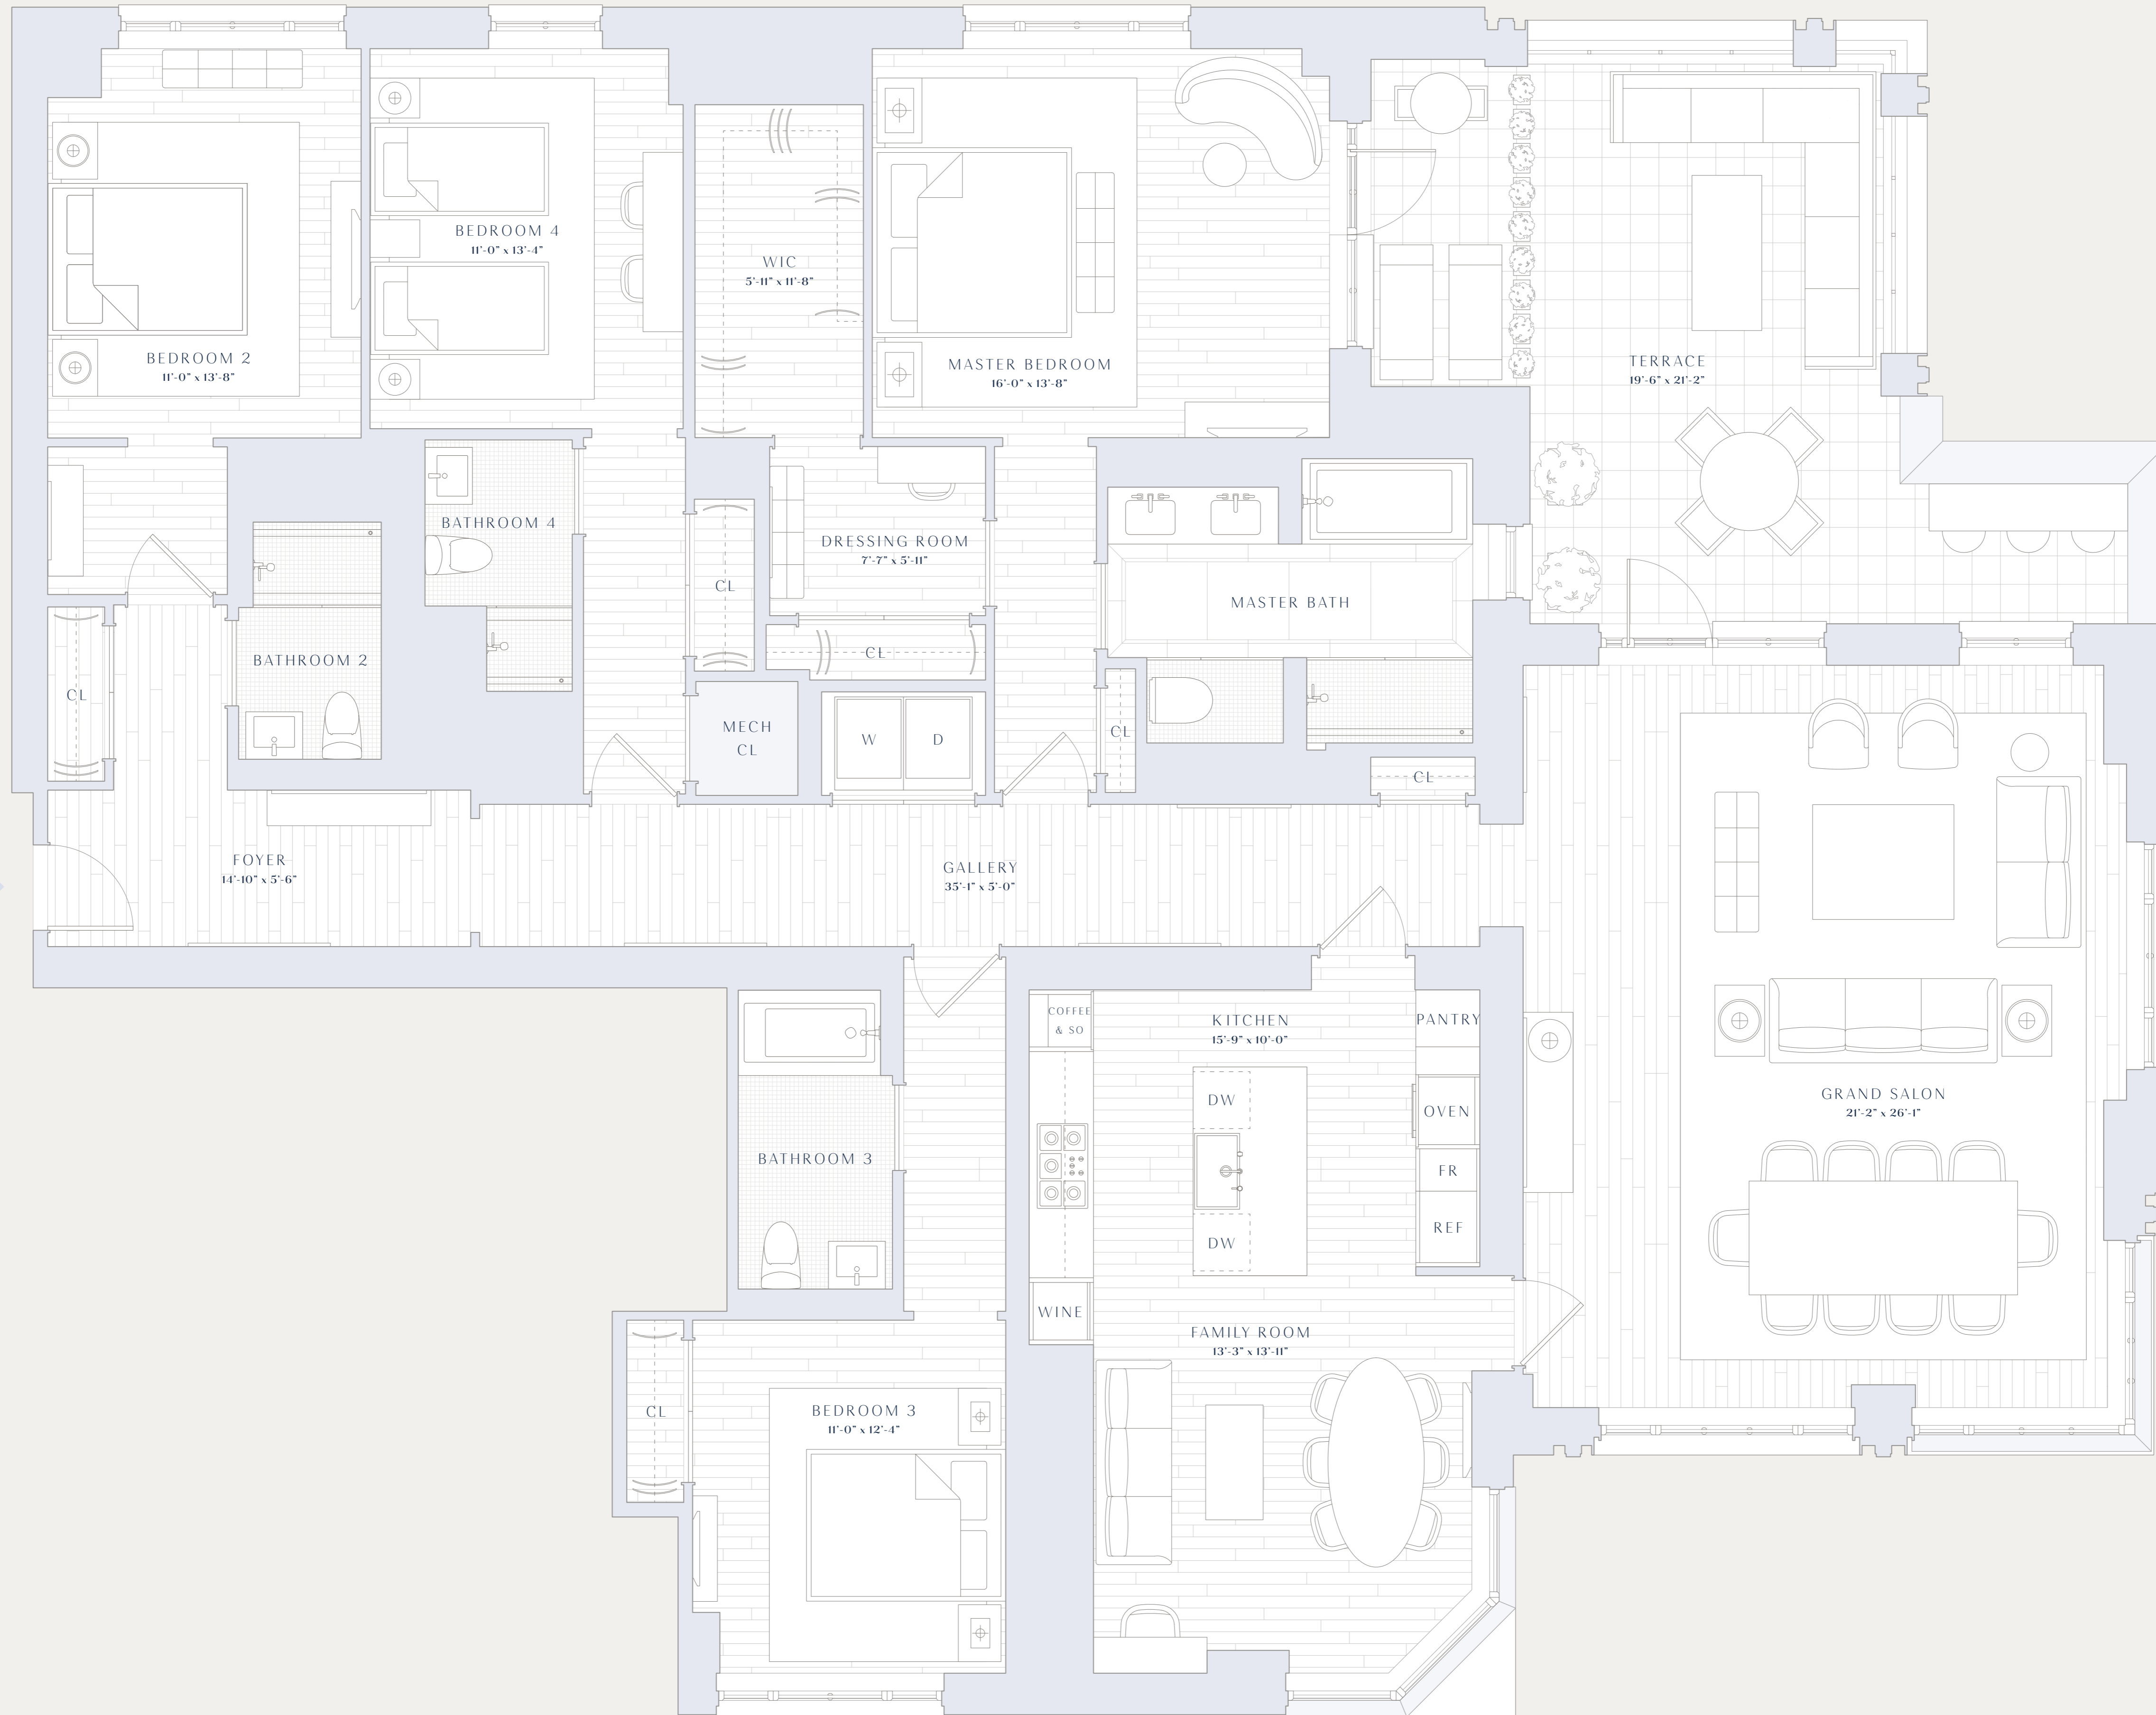 BEDROOM 4
11'-0" x 13'-4"
WIC
5'-11" x 11'-8"
BEDROOM 2
11'-0" x 13'-8"
MASTER BEDROOM
16'-0" x 13'-8"
TERRACE
19'-6" x 21'-2"
BATHROOM 4
DRESSING ROOM
7'-7" x 5'-11"
CL
MASTER BATH
BATHROOM 2
CL
CL
MECH
CL
W
D
CL
CL
FOYER
14'-10" x 5'-6"
GALLERY
35'-1" x 5'-0"
COFFEE
& SO
KITCHEN
15'-9" x 10'-0"
PANTRY
DW
OVEN
GRAND SALON
21'-2" x 26'-1"
BATHROOM 3
FR
REF
DW
WINE
FAMILY ROOM
13'-3" x 13'-11"
CL
BEDROOM 3
11'-0" x 12'-4"